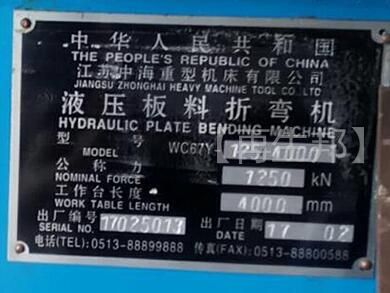 中华人民共和国
THE PEOPLE'S REPUBLIC OF CHINA
江苏中海重型机床有限公司
JIANGSU ZHONGHAI HEAVY MACHINE TOOL CO.,LTD
液压板料折弯机
HYDRAULIC PLATE BENDING MACHINE
型号 MODEL WC67Y-125/4000
公称力 NOMINAL FORCE 1250 kN
工作台长度 WORK TABLE LENGTH 4000 mm
出厂编号 SERIAL NO. 出厂日期 DATE 17 02
电话(TEL):0513-88899888 传真(FAX):0513-88800588